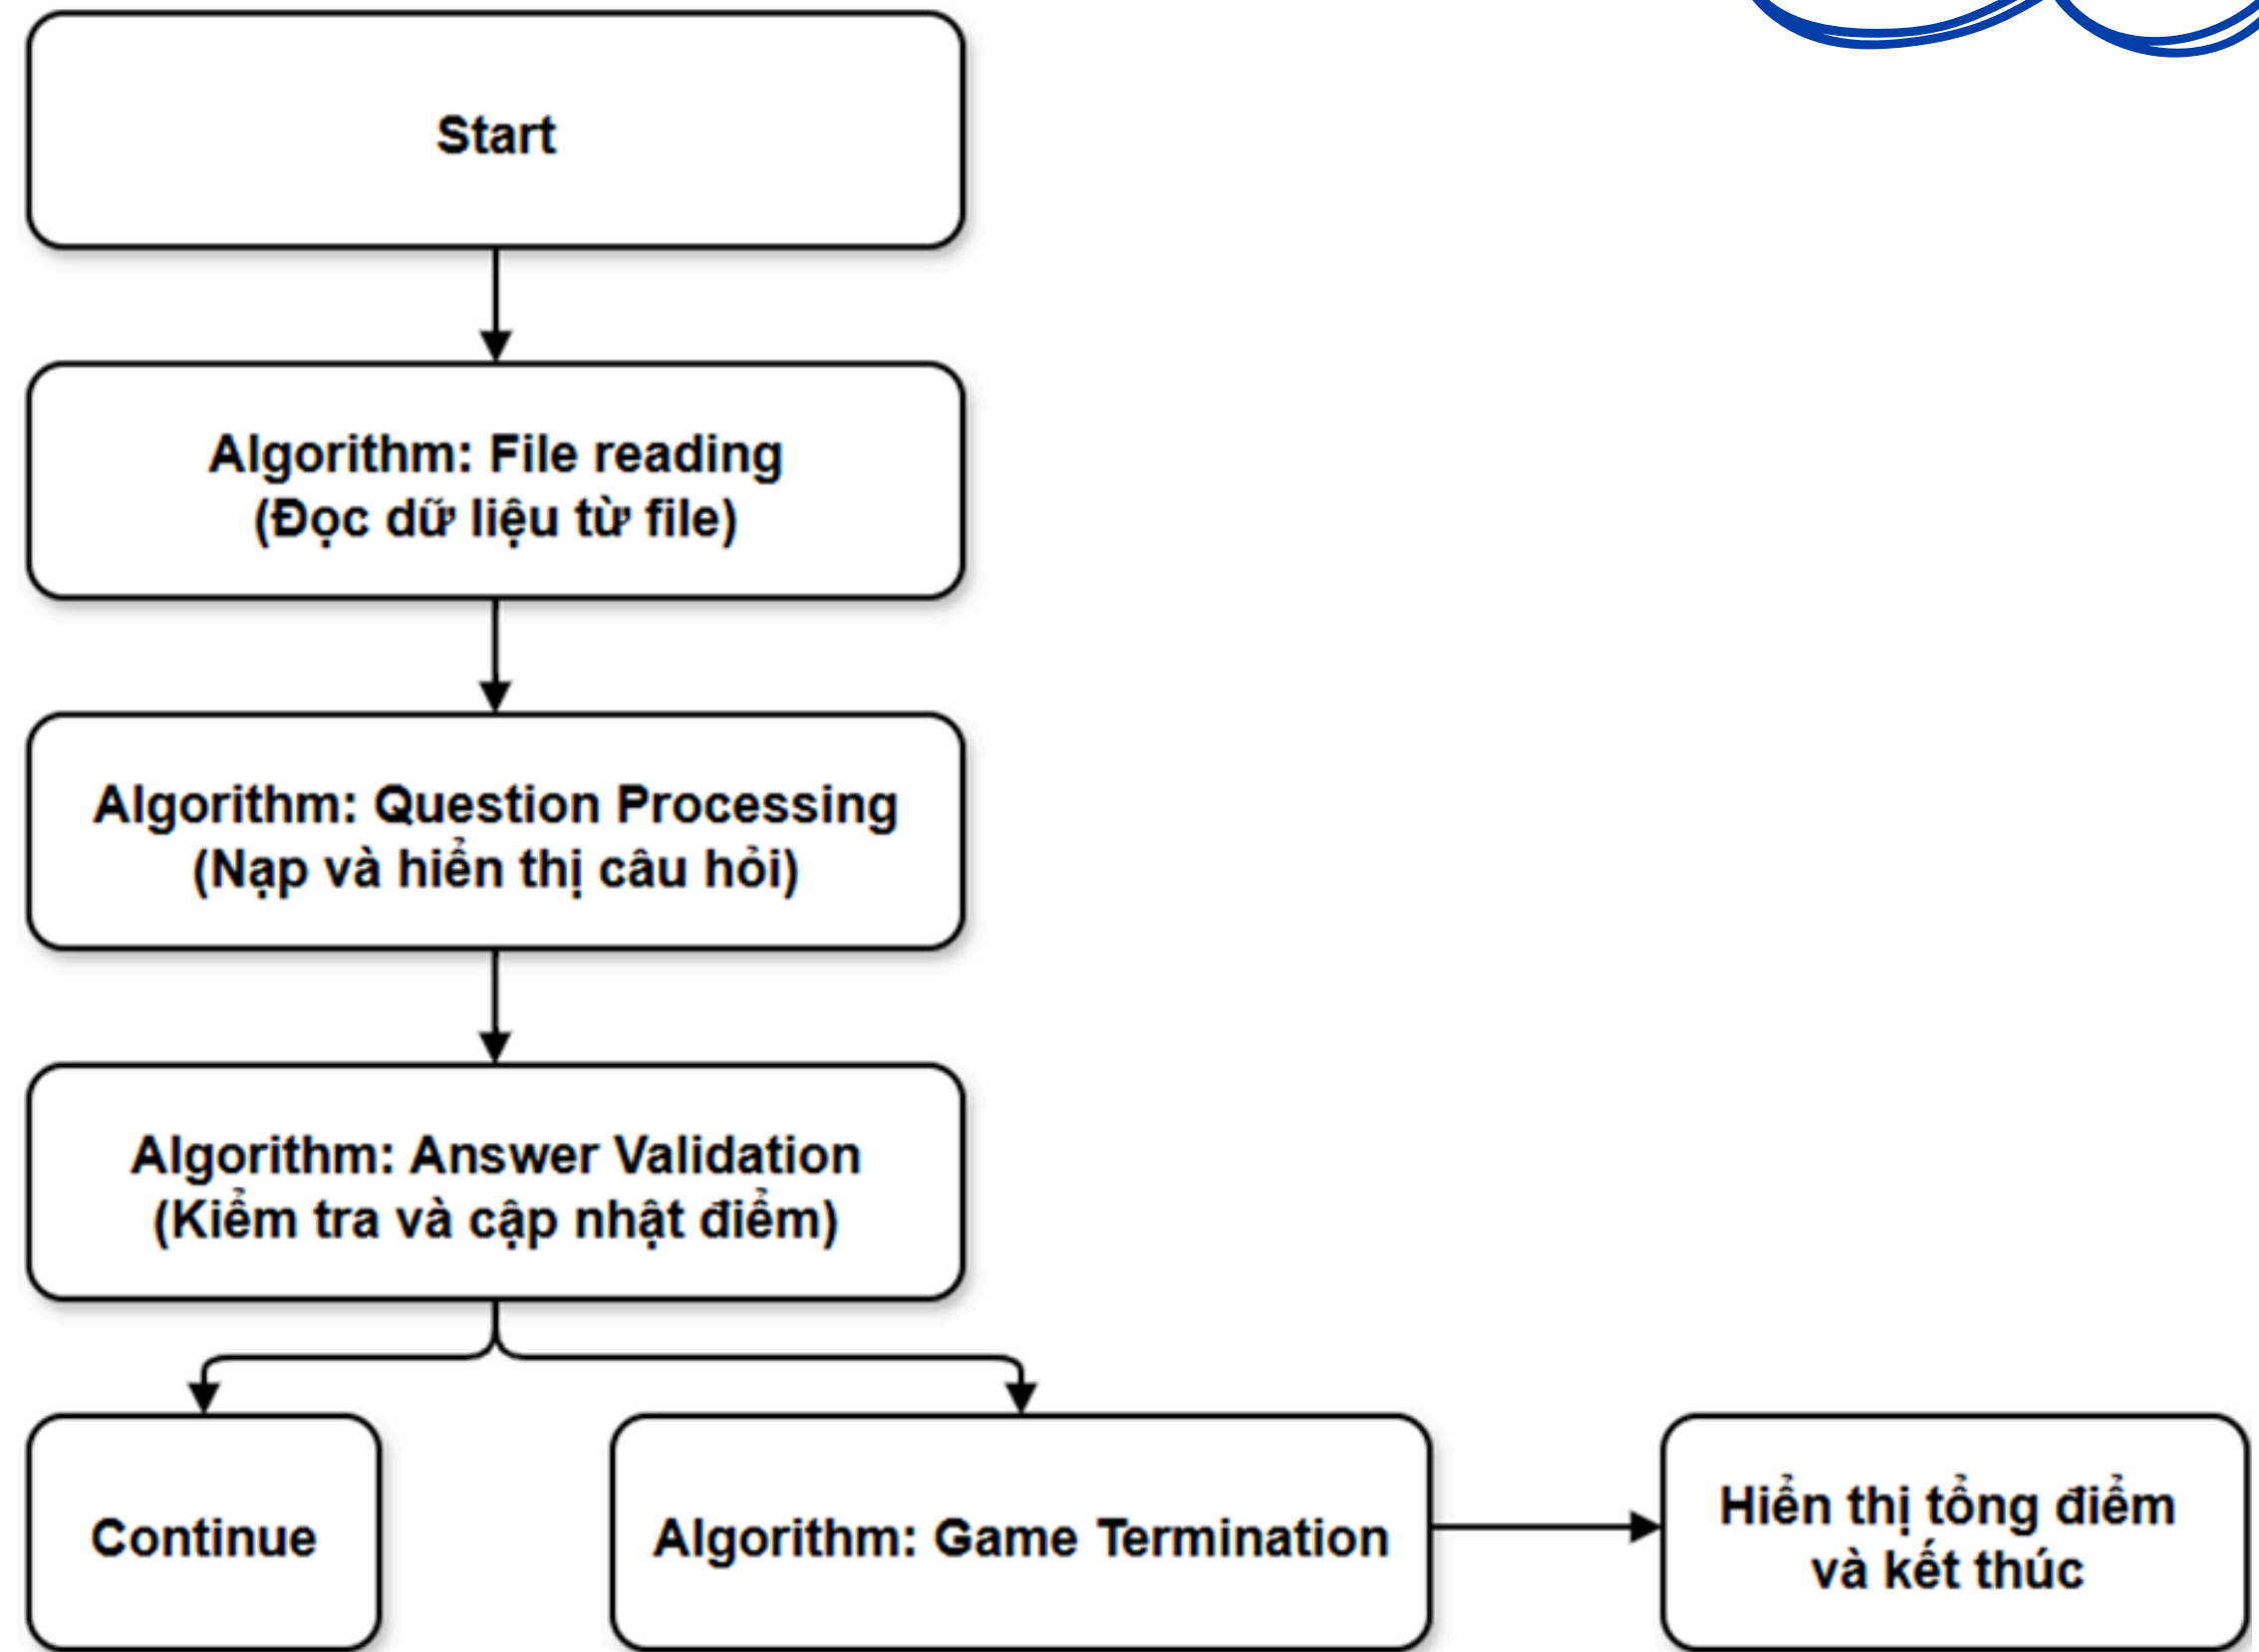 Start
Algorithm: File reading
(Đọc dữ liệu từ file)
Algorithm: Question Processing
(Nạp và hiển thị câu hỏi)
Algorithm: Answer Validation
(Kiểm tra và cập nhật điểm)
Continue
Algorithm: Game Termination
Hiển thị tổng điểm
và kết thúc